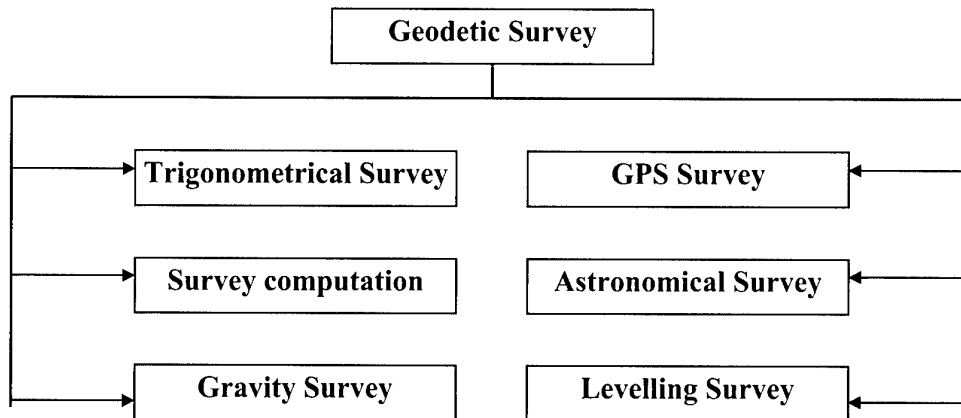 Geodetic Survey
Trigonometrical Survey
GPS Survey
Survey computation
Astronomical Survey
Gravity Survey
Levelling Survey